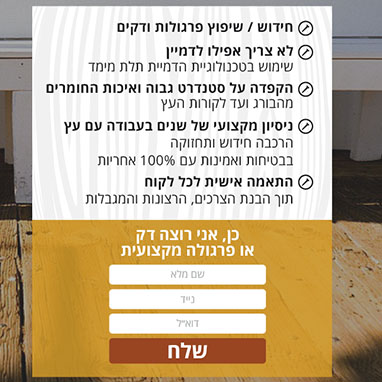 חידוש / שיפוץ פרגולות ודקים
לא צריך אפילו לדמיין
שימוש בטכנולוגיית הדמיית תלת מימד
הקפדה על סטנדרט גבוה ואיכות החומרים
מהבורג ועד לקורות העץ
ניסיון מקצועי של שנים בעבודה עם עץ
הרכבה חידוש ותחזוקה
בבטיחות ואמינות עם 100% אחריות
התאמה אישית לכל לקוח
תוך הבנת הצרכים, הרצונות והמגבלות
כן, אני רוצה דק
או פרגולה מקצועית
שם מלא
נייד
דוא"ל
שלח